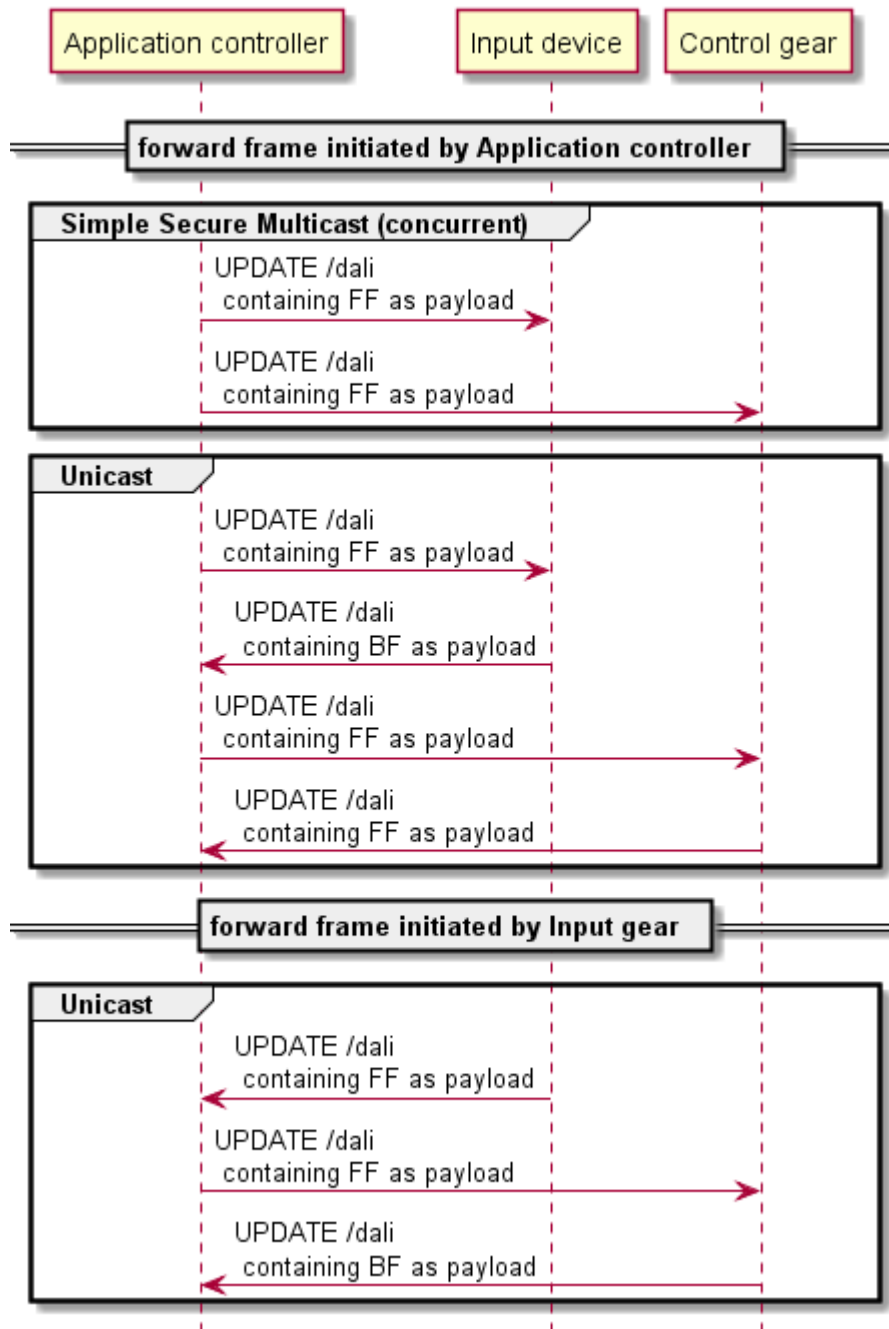 Application controller
Input device
Control gear
forward frame initiated by Application controller
Simple Secure Multicast (concurrent)
UPDATE /dali
containing FF as payload
UPDATE /dali
containing FF as payload
Unicast
UPDATE /dali
containing FF as payload
UPDATE /dali
containing BF as payload
UPDATE /dali
containing FF as payload
UPDATE /dali
containing FF as payload
forward frame initiated by Input gear
Unicast
UPDATE /dali
containing FF as payload
UPDATE /dali
containing FF as payload
UPDATE /dali
containing BF as payload